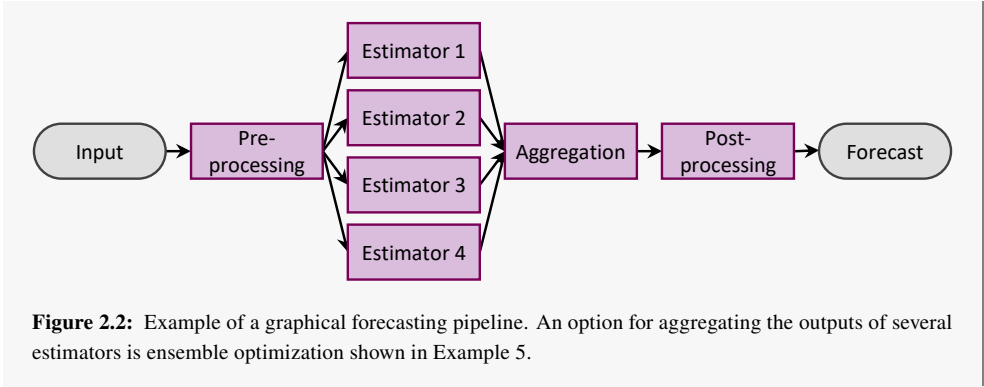 Input
Pre-
processing
Estimator 1
Estimator 2
Estimator 3
Estimator 4
Aggregation
Post-
processing
Forecast
Figure 2.2: Example of a graphical forecasting pipeline. An option for aggregating the outputs of several
estimators is ensemble optimization shown in Example 5.